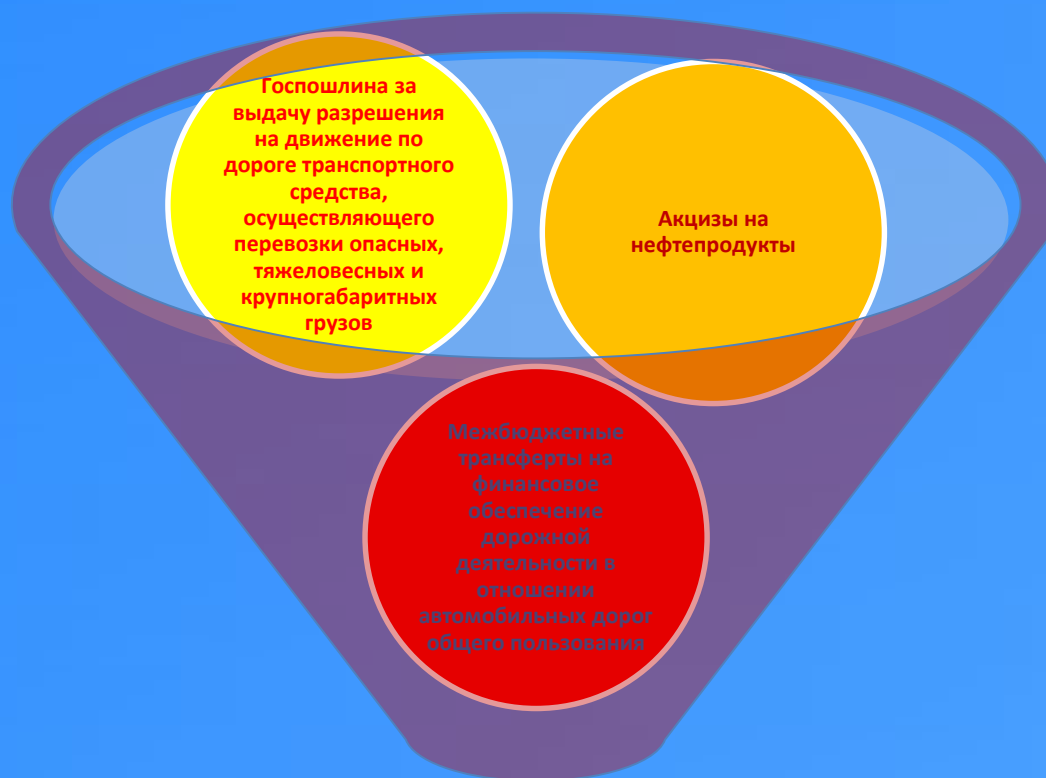 Госпошлина за
выдачу разрешения
на движение по
дороге транспортного
средства,
осуществляющего
перевозки опасных,
тяжеловесных и
крупногабаритных
грузов
Акцизы на
нефтепродукты
Межбюджетные
трансферты на
финансовое
обеспечение
дорожной
деятельности в
отношении
автомобильных дорог
общего пользования